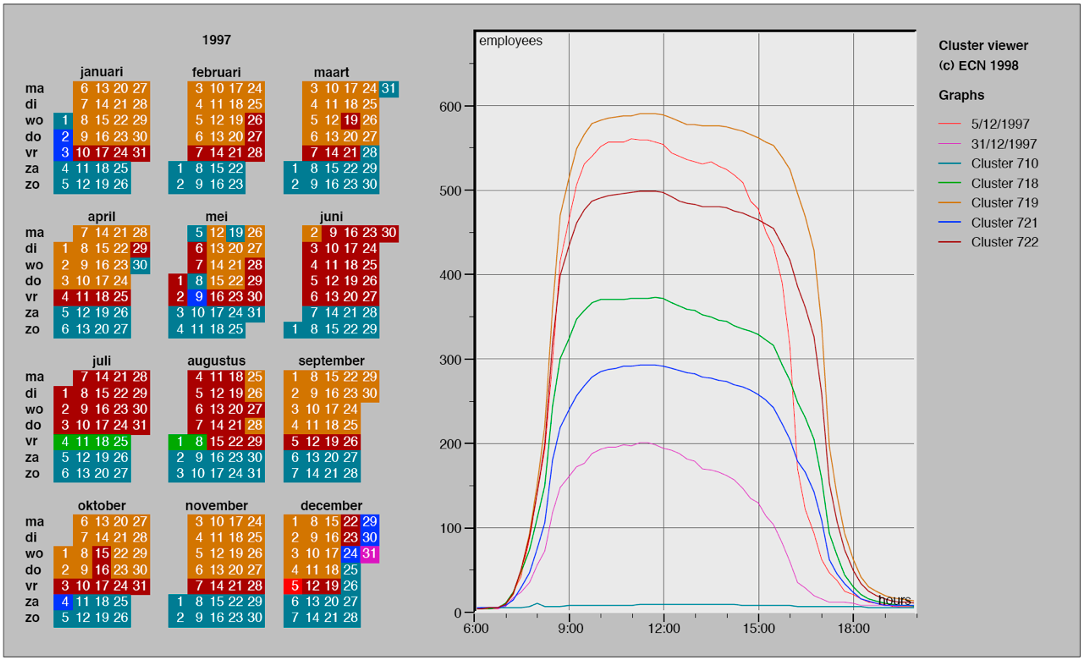 1997
januari februari maart
ma 6 13 20 27 3 10 17 24 3 10 17 24 31
di 7 14 21 28 4 11 18 25 4 11 18 25
wo 1 8 15 22 29 5 12 19 26 5 12 19 26
do 2 9 16 23 30 6 13 20 27 6 13 20 27
vr 3 10 17 24 31 7 14 21 28 7 14 21 28
za 4 11 18 25 1 8 15 22 1 8 15 22 29
zo 5 12 19 26 2 9 16 23 2 9 16 23 30
april mei juni
ma 7 14 21 28 5 12 19 26 2 9 16 23 30
di 1 8 15 22 29 6 13 20 27 3 10 17 24
wo 2 9 16 23 30 7 14 21 28 4 11 18 25
do 3 10 17 24 1 8 15 22 29 5 12 19 26
vr 4 11 18 25 2 9 16 23 30 6 13 20 27
za 5 12 19 26 3 10 17 24 31 7 14 21 28
zo 6 13 20 27 4 11 18 25 1 8 15 22 29
juli augustus september
ma 7 14 21 28 4 11 18 25 1 8 15 22 29
di 1 8 15 22 29 5 12 19 26 2 9 16 23 30
wo 2 9 16 23 30 6 13 20 27 3 10 17 24
do 3 10 17 24 31 7 14 21 28 4 11 18 25
vr 4 11 18 25 1 8 15 22 29 5 12 19 26
za 5 12 19 26 2 9 16 23 30 6 13 20 27
zo 6 13 20 27 3 10 17 24 31 7 14 21 28
oktober november december
ma 6 13 20 27 3 10 17 24 1 8 15 22 29
di 7 14 21 28 4 11 18 25 2 9 16 23 30
wo 1 8 15 22 29 5 12 19 26 3 10 17 24 31
do 2 9 16 23 30 6 13 20 27 4 11 18 25
vr 3 10 17 24 31 7 14 21 28 5 12 19 26
za 4 11 18 25 1 8 15 22 29 6 13 20 27
zo 5 12 19 26 2 9 16 23 30 7 14 21 28
employees
600
500
400
300
200
100
0
hours
6:00 9:00 12:00 15:00 18:00
Cluster viewer
(c) ECN 1998
Graphs
5/12/1997
31/12/1997
Cluster 710
Cluster 718
Cluster 719
Cluster 721
Cluster 722